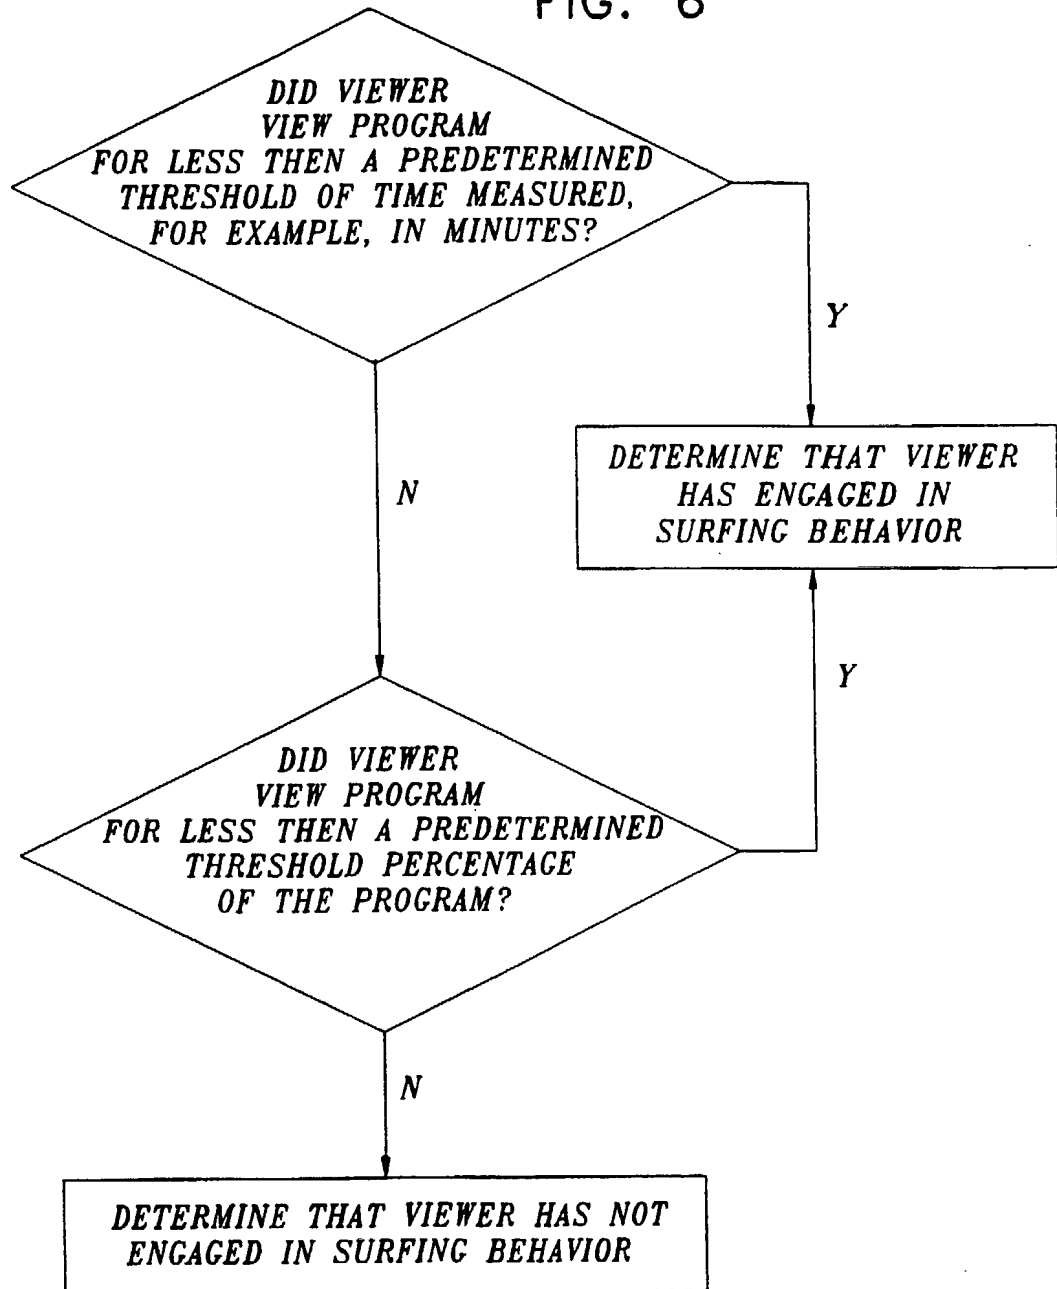 FIG. 6
DID VIEWER
VIEW PROGRAM
FOR LESS THEN A PREDETERMINED
THRESHOLD OF TIME MEASURED,
FOR EXAMPLE, IN MINUTES?
Y
DETERMINE THAT VIEWER
HAS ENGAGED IN
SURFING BEHAVIOR
N
Y
DID VIEWER
VIEW PROGRAM
FOR LESS THEN A PREDETERMINED
THRESHOLD PERCENTAGE
OF THE PROGRAM?
N
DETERMINE THAT VIEWER HAS NOT
ENGAGED IN SURFING BEHAVIOR